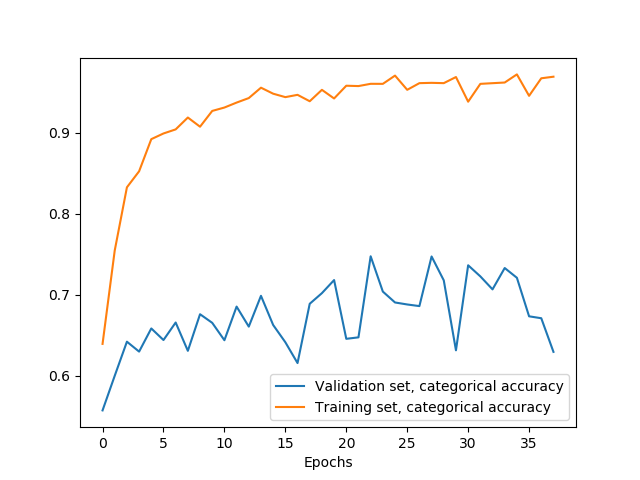 0.9
0.8
0.7
0.6
Validation set, categorical accuracy
Training set, categorical accuracy
0 5 10 15 20 25 30 35
Epochs